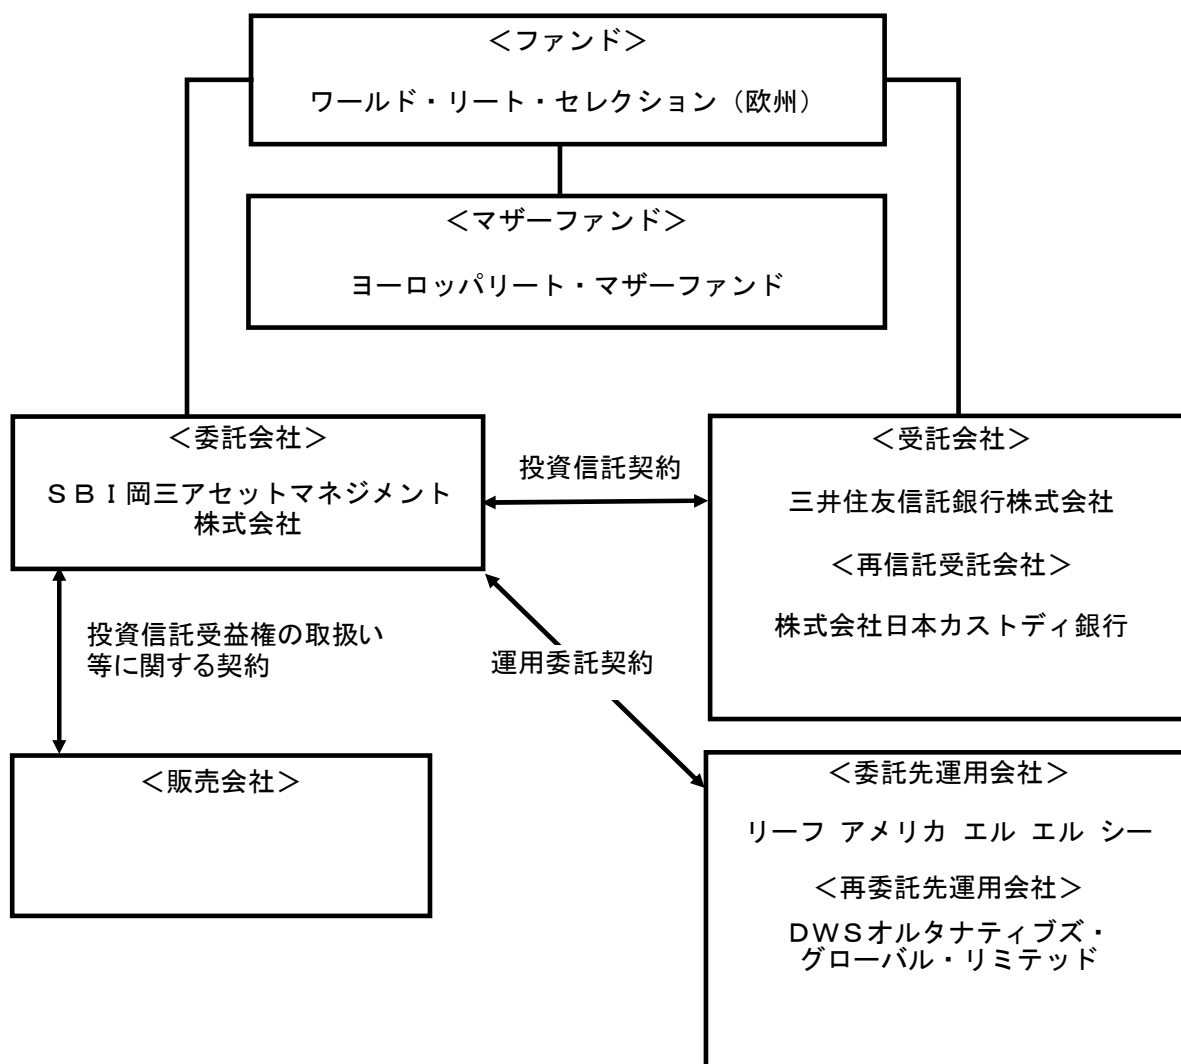 ＜ファンド＞
ワールド・リート・セレクション（欧州）
＜マザーファンド＞
ヨーロッパリート・マザーファンド
＜委託会社＞
ＳＢＩ岡三アセットマネジメント
株式会社
投資信託契約
＜受託会社＞
三井住友信託銀行株式会社
＜再信託受託会社＞
株式会社日本カストディ銀行
投資信託受益権の取扱い
等に関する契約
運用委託契約
＜販売会社＞
＜委託先運用会社＞
リーフ アメリカ エル エル シー
＜再委託先運用会社＞
ＤＷＳオルタナティブズ・
グローバル・リミテッド